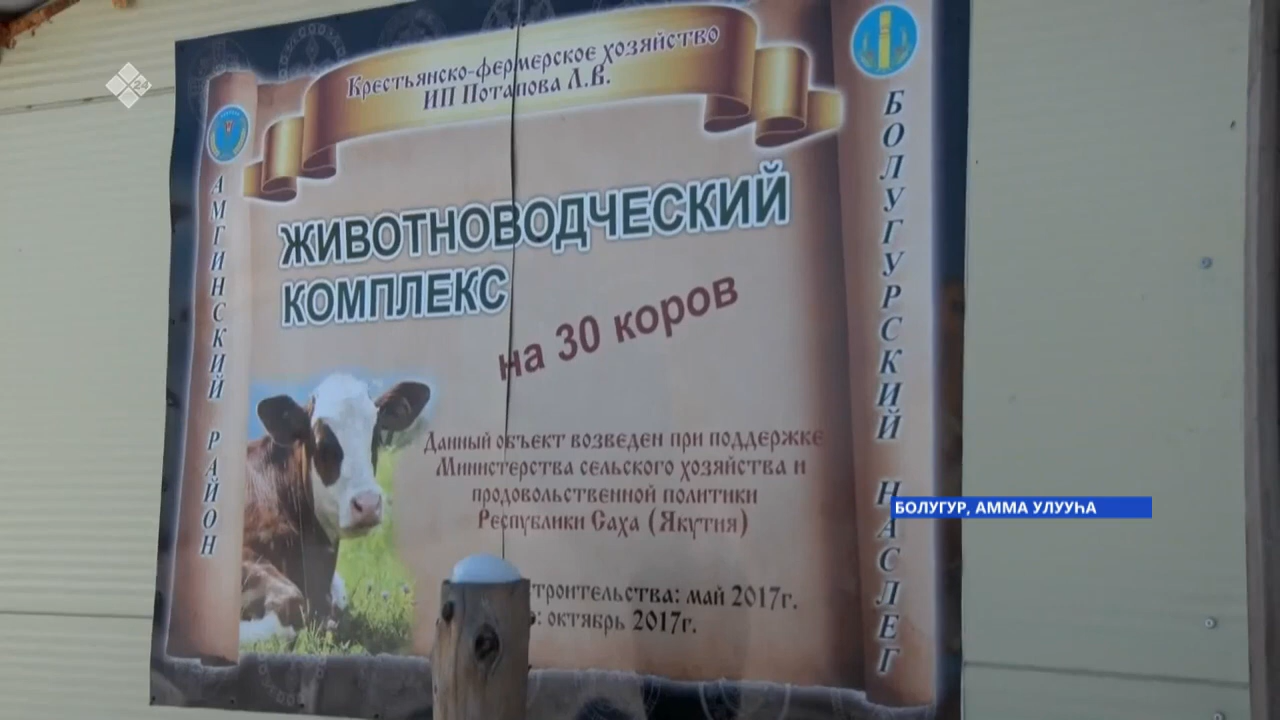 24
Крестьянско-фермерское хозяйство
ИП Потапова Л.В.
АМГИНСКИЙ РАЙОН
БОЛУГУРСКИЙ НАСЛЕГ
ЖИВОТНОВОДЧЕСКИЙ
КОМПЛЕКС
на 30 коров
Данный объект возведен при поддержке
Министерства сельского хозяйства и
продовольственной политики
Республики Саха (Якутия)
май 2017г.
октябрь 2017г.
БОЛУГУР, АММА УЛУУҺА